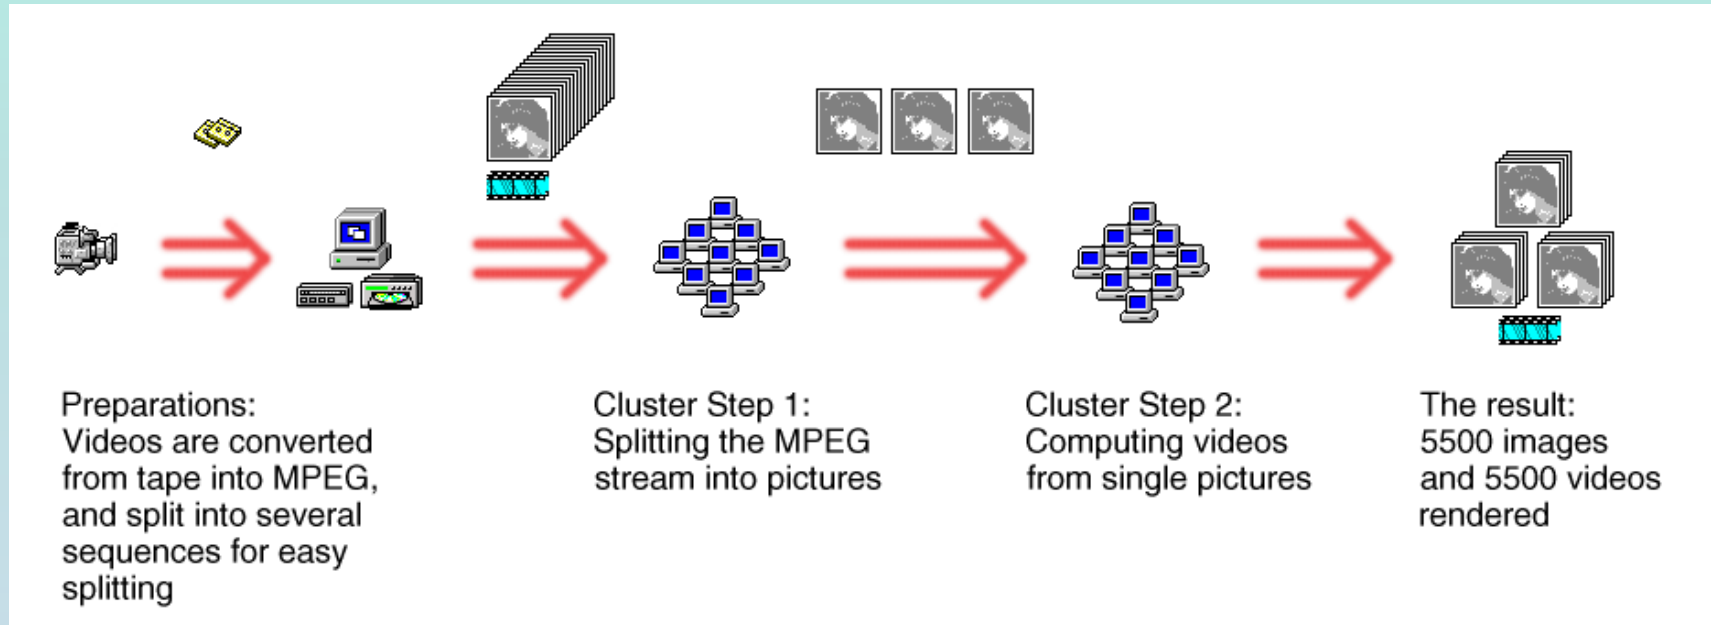 Preparations:
Videos are converted
from tape into MPEG,
and split into several
sequences for easy
splitting
Cluster Step 1:
Splitting the MPEG
stream into pictures
Cluster Step 2:
Computing videos
from single pictures
The result:
5500 images
and 5500 videos
rendered